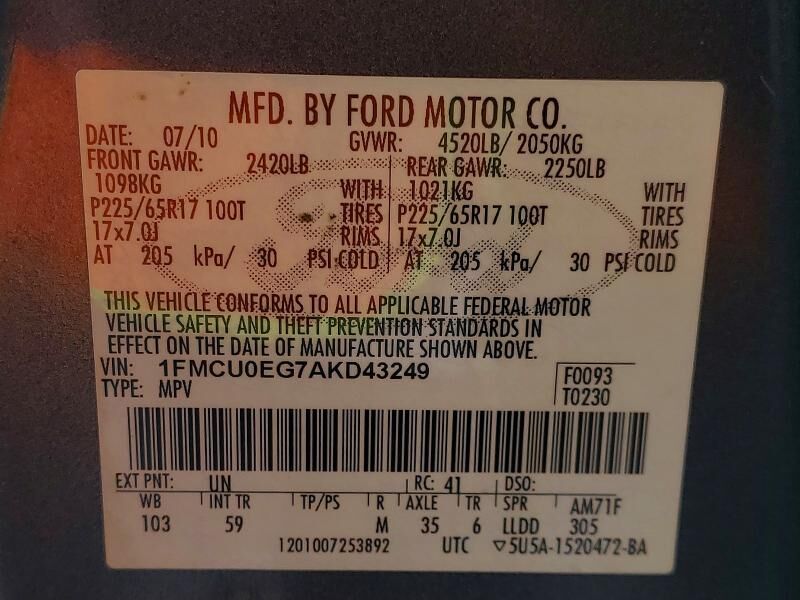 MFD. BY FORD MOTOR CO.
DATE: 07/10 GVWR: 4520LB/ 2050KG
FRONT GAWR: 2420LB REAR GAWR: 2250LB
1098KG WITH 1021KG WITH
P225/65R17 100T TIRES P225/65R17 100T TIRES
17x7.0J RIMS 17x7.0J RIMS
AT 205 kPa/ 30 PSI COLD AT 205 kPa/ 30 PSI COLD
THIS VEHICLE CONFORMS TO ALL APPLICABLE FEDERAL MOTOR
VEHICLE SAFETY AND THEFT PREVENTION STANDARDS IN
EFFECT ON THE DATE OF MANUFACTURE SHOWN ABOVE.
VIN: 1FMCU0EG7AKD43249 F0093
TYPE: MPV T0230
EXT PNT: UN RC: 41 DSO:
WB INT TR TP/PS R AXLE TR SPR AM71F
103 59 M 35 6 LLDD 305
1201007253892 UTC ▽5U5A-1520472-BA